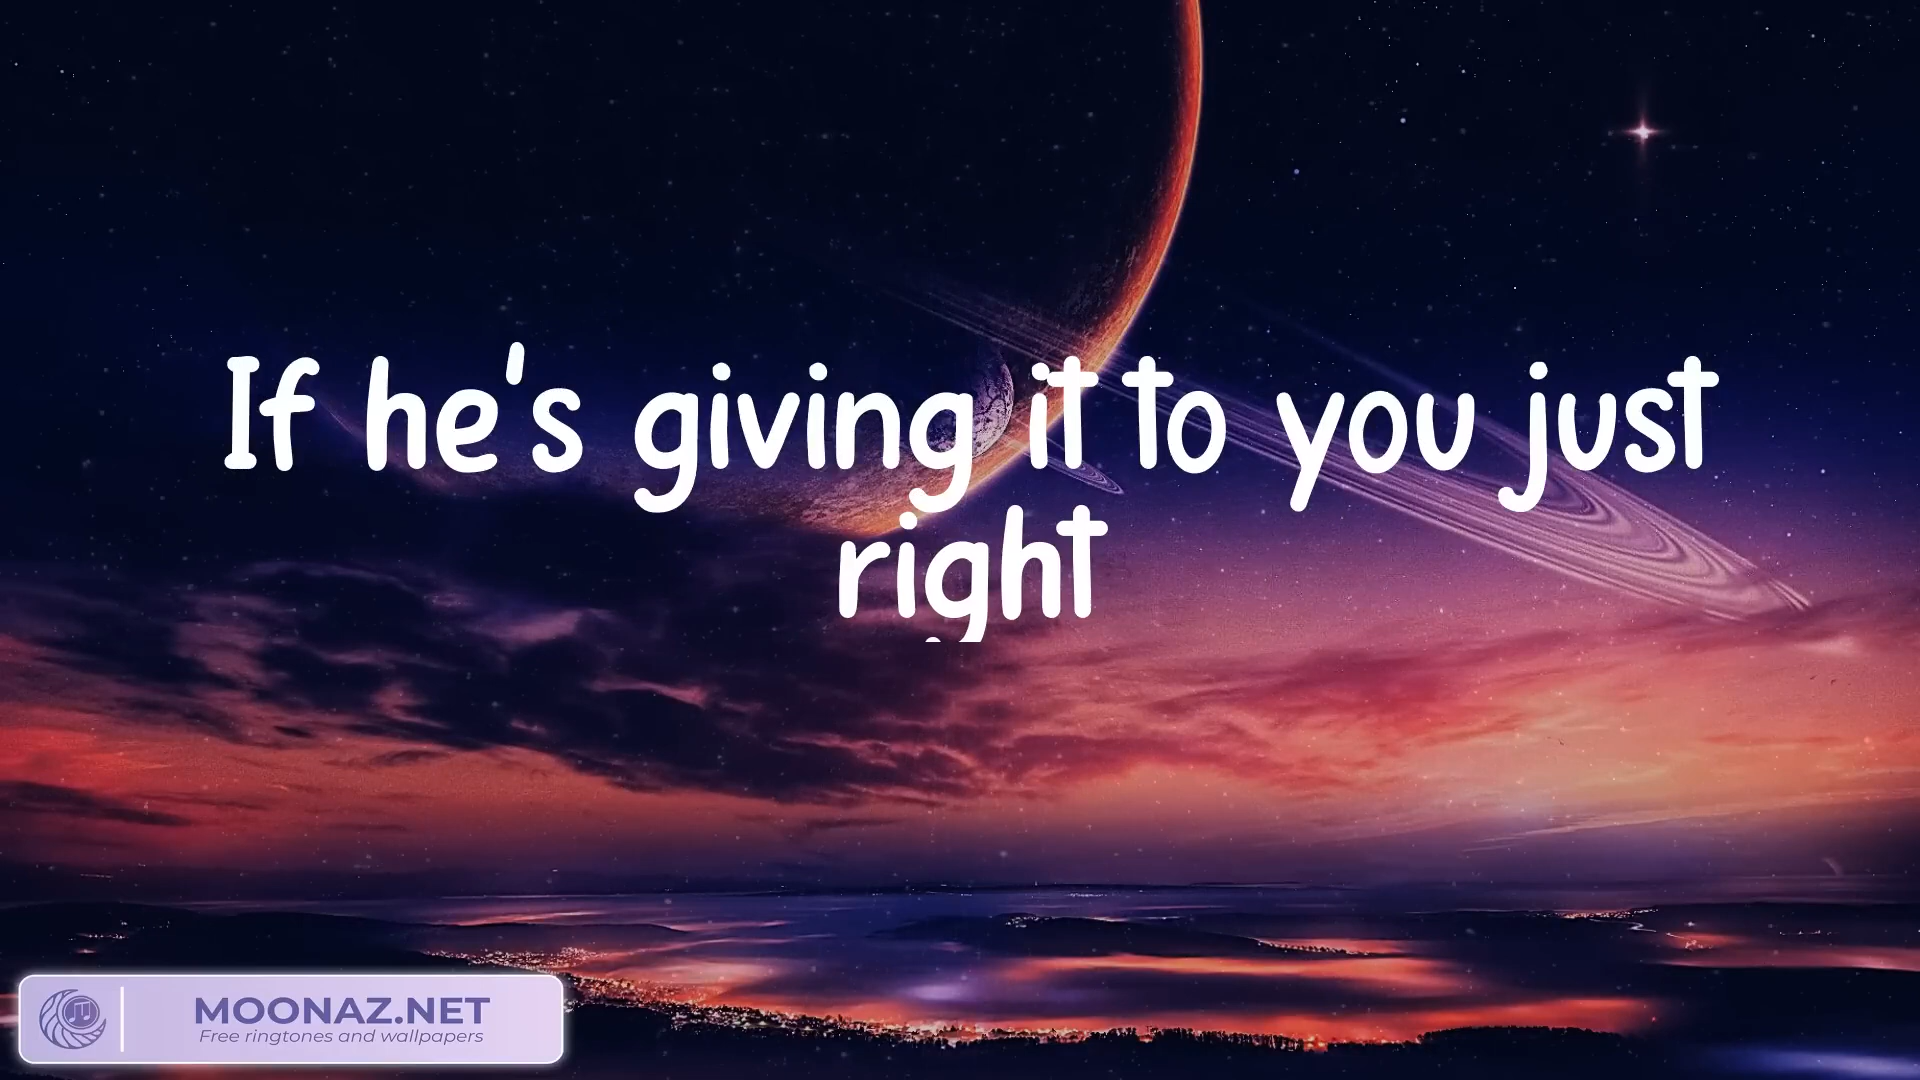 If he's giving it to you just
right
MOONAZ.NET
Free ringtones and wallpapers